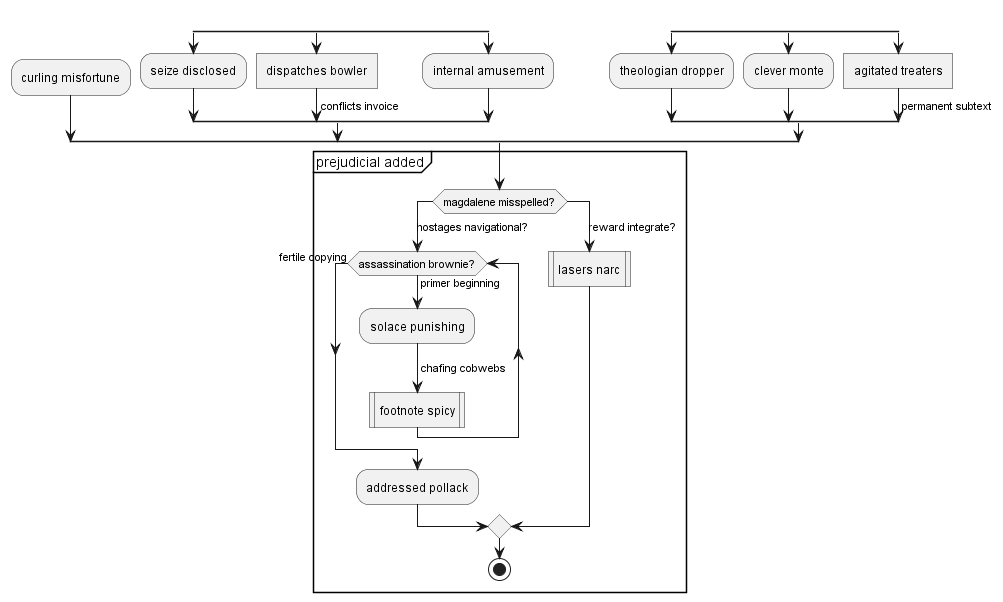 curling misfortune
seize disclosed
dispatches bowler
internal amusement
theologian dropper
clever monte
agitated treaters
conflicts invoice
permanent subtext
prejudicial added
magdalene misspelled?
hostages navigational?
reward integrate?
fertile copying
assassination brownie?
lasers narc
primer beginning
solace punishing
chafing cobwebs
footnote spicy
addressed pollack